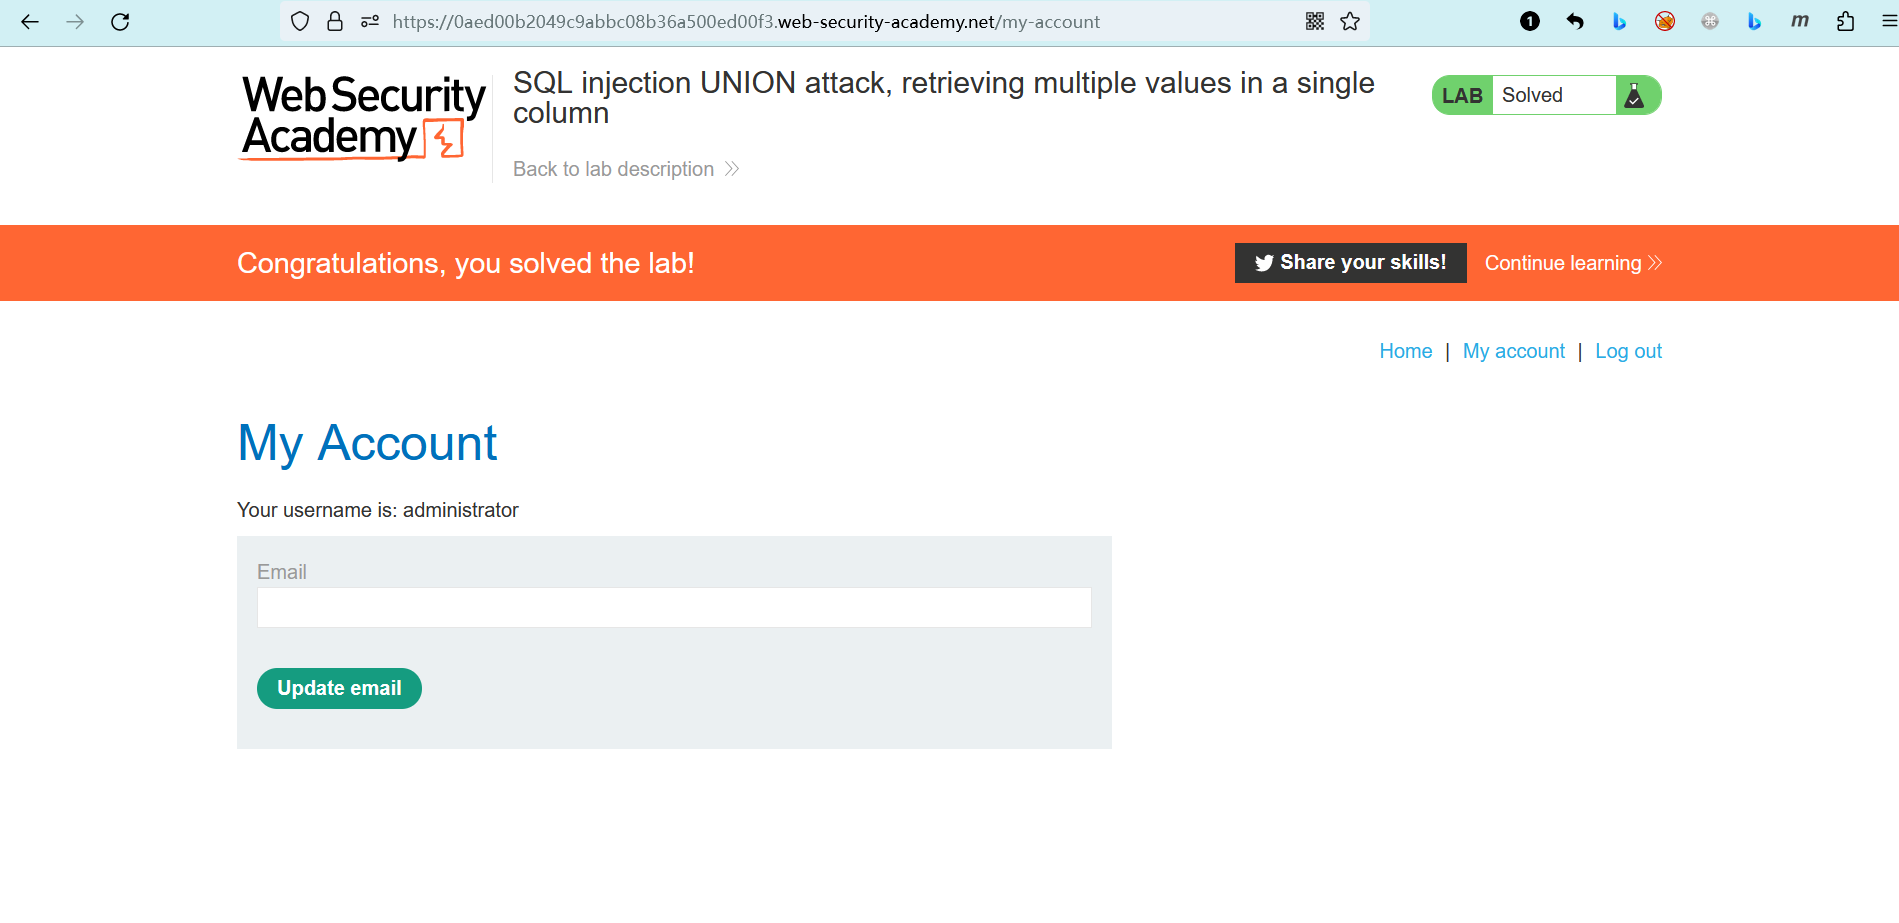 https://0aed00b2049c9abbc08b36a500ed00f3.web-security-academy.net/my-account
1
m
Web Security
Academy
SQL injection UNION attack, retrieving multiple values in a single
column
Back to lab description
LAB Solved
Congratulations, you solved the lab!
Share your skills!
Continue learning
Home | My account | Log out
My Account
Your username is: administrator
Email
Update email